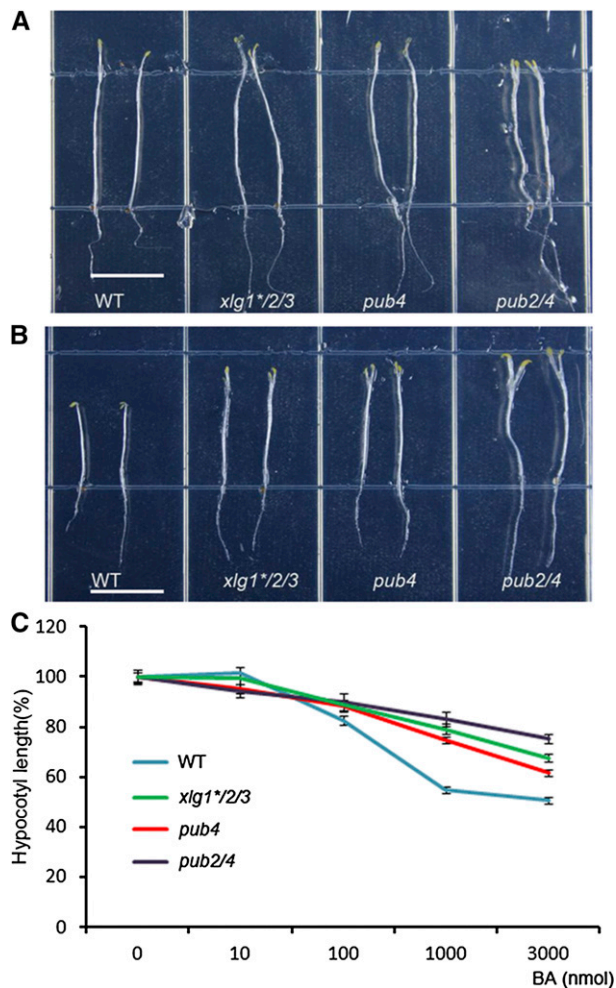 A
WT xlg1*/2/3 pub4 pub2/4
B
WT xlg1*/2/3 pub4 pub2/4
C
Hypocotyl length(%)
120
100
80
60
40
20
0
WT
xlg1*/2/3
pub4
pub2/4
0 10 100 1000 3000
BA (nmol)